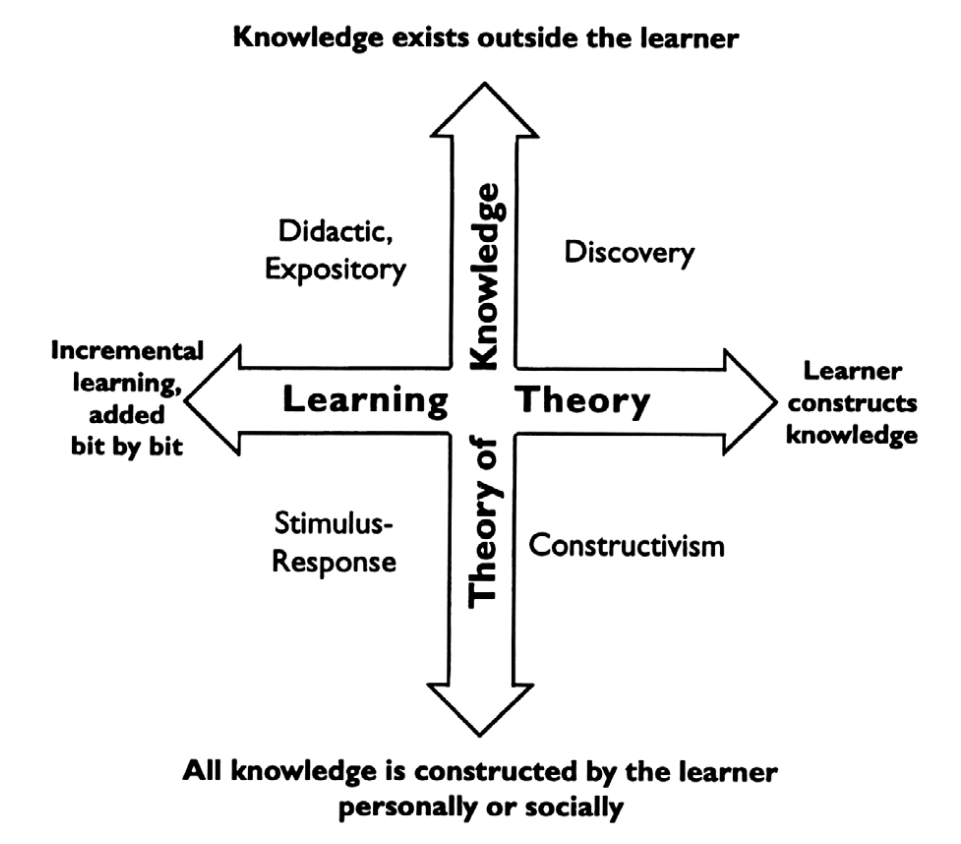 Knowledge exists outside the learner
Didactic,
Expository
Discovery
Incremental
learning,
added
bit by bit
Learning Theory
Learner
constructs
knowledge
Theory of Knowledge
Stimulus-
Response
Constructivism
All knowledge is constructed by the learner
personally or socially